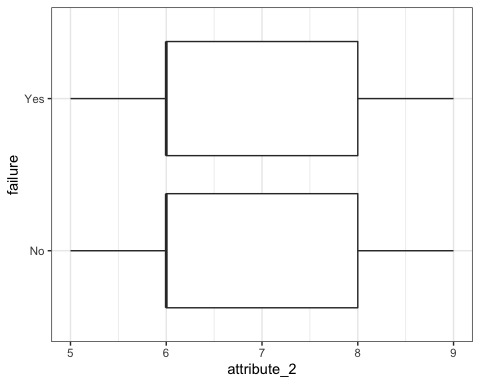 Yes
No
failure
5 6 7 8 9
attribute_2